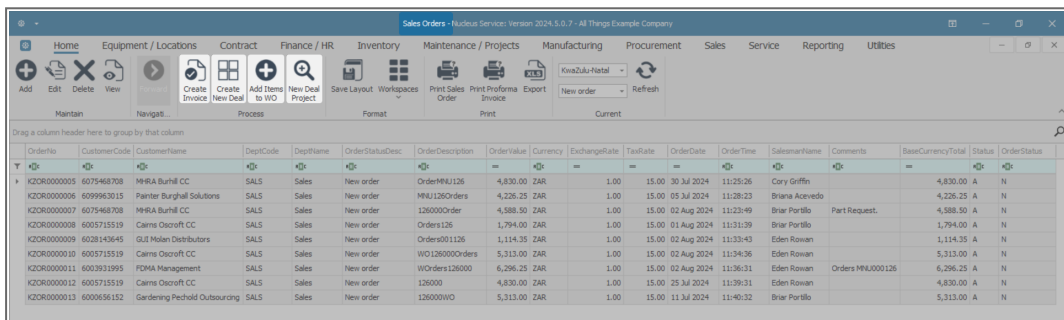 Sales Orders - Nucleus Service: Version 2024.5.0.7 - All Things Example Company
Home Equipment / Locations Contract Finance / HR Inventory Maintenance / Projects Manufacturing Procurement Sales Service Reporting Utilities
Add Edit Delete View Forward Create Invoice Create New Deal Add Items to WO New Deal Project Save Layout Workspaces Print Sales Order Print Proforma Invoice Export KwaZulu-Natal New order Refresh
Maintain Navigati... Process Format Print Current
Drag a column header here to group by that column
OrderNo CustomerCode CustomerName DeptCode DeptName OrderStatusDesc OrderDescription OrderValue Currency ExchangeRate TaxRate OrderDate OrderTime SalesmanName Comments BaseCurrencyTotal Status OrderStatus
KZOR0000005 6075468708 MHRA Burhill CC SALS Sales New order OrderMNU126 4,830.00 ZAR 1.00 15.00 30 Jul 2024 11:25:26 Cory Griffin 4,830.00 A N
KZOR0000006 6099963015 Painter Burghall Solutions SALS Sales New order MNU126Orders 4,226.25 ZAR 1.00 15.00 05 Jul 2024 11:28:23 Briana Acevedo 4,226.25 A N
KZOR0000007 6075468708 MHRA Burhill CC SALS Sales New order 126000Order 4,588.50 ZAR 1.00 15.00 02 Aug 2024 11:23:49 Briar Portillo Part Request. 4,588.50 A N
KZOR0000008 6005715519 Cairns Oscroft CC SALS Sales New order Orders126 1,794.00 ZAR 1.00 15.00 01 Aug 2024 11:31:39 Briar Portillo 1,794.00 A N
KZOR0000009 6028143645 GUI Molan Distributors SALS Sales New order Orders001126 1,114.35 ZAR 1.00 15.00 02 Aug 2024 11:33:43 Eden Rowan 1,114.35 A N
KZOR0000010 6005715519 Cairns Oscroft CC SALS Sales New order WO126000Orders 5,313.00 ZAR 1.00 15.00 02 Aug 2024 11:34:36 Eden Rowan 5,313.00 A N
KZOR0000011 6003931995 FDMA Management SALS Sales New order WOrders126000 6,296.25 ZAR 1.00 15.00 02 Aug 2024 11:36:31 Eden Rowan Orders MNU000126 6,296.25 A N
KZOR0000012 6005715519 Cairns Oscroft CC SALS Sales New order 126000 4,830.00 ZAR 1.00 15.00 25 Jul 2024 11:39:31 Eden Rowan 4,830.00 A N
KZOR0000013 6000656152 Gardening Pechold Outsourcing SALS Sales New order 126000WO 5,313.00 ZAR 1.00 15.00 11 Jul 2024 11:40:32 Briar Portillo 5,313.00 A N